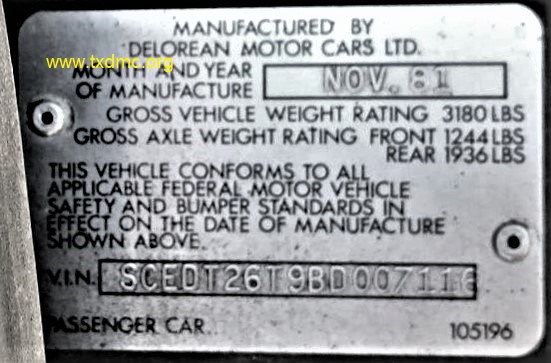 MANUFACTURED BY
DELOREAN MOTOR CARS LTD.
www.txdmc.org
MONTH AND YEAR
OF MANUFACTURE NOV. 81
GROSS VEHICLE WEIGHT RATING 3180 LBS
GROSS AXLE WEIGHT RATING FRONT 1244 LBS
REAR 1936 LBS
THIS VEHICLE CONFORMS TO ALL
APPLICABLE FEDERAL MOTOR VEHICLE
SAFETY AND BUMPER STANDARDS IN
EFFECT ON THE DATE OF MANUFACTURE
SHOWN ABOVE.
V.I.N. SCEDT26T9BD007116
PASSENGER CAR 105196